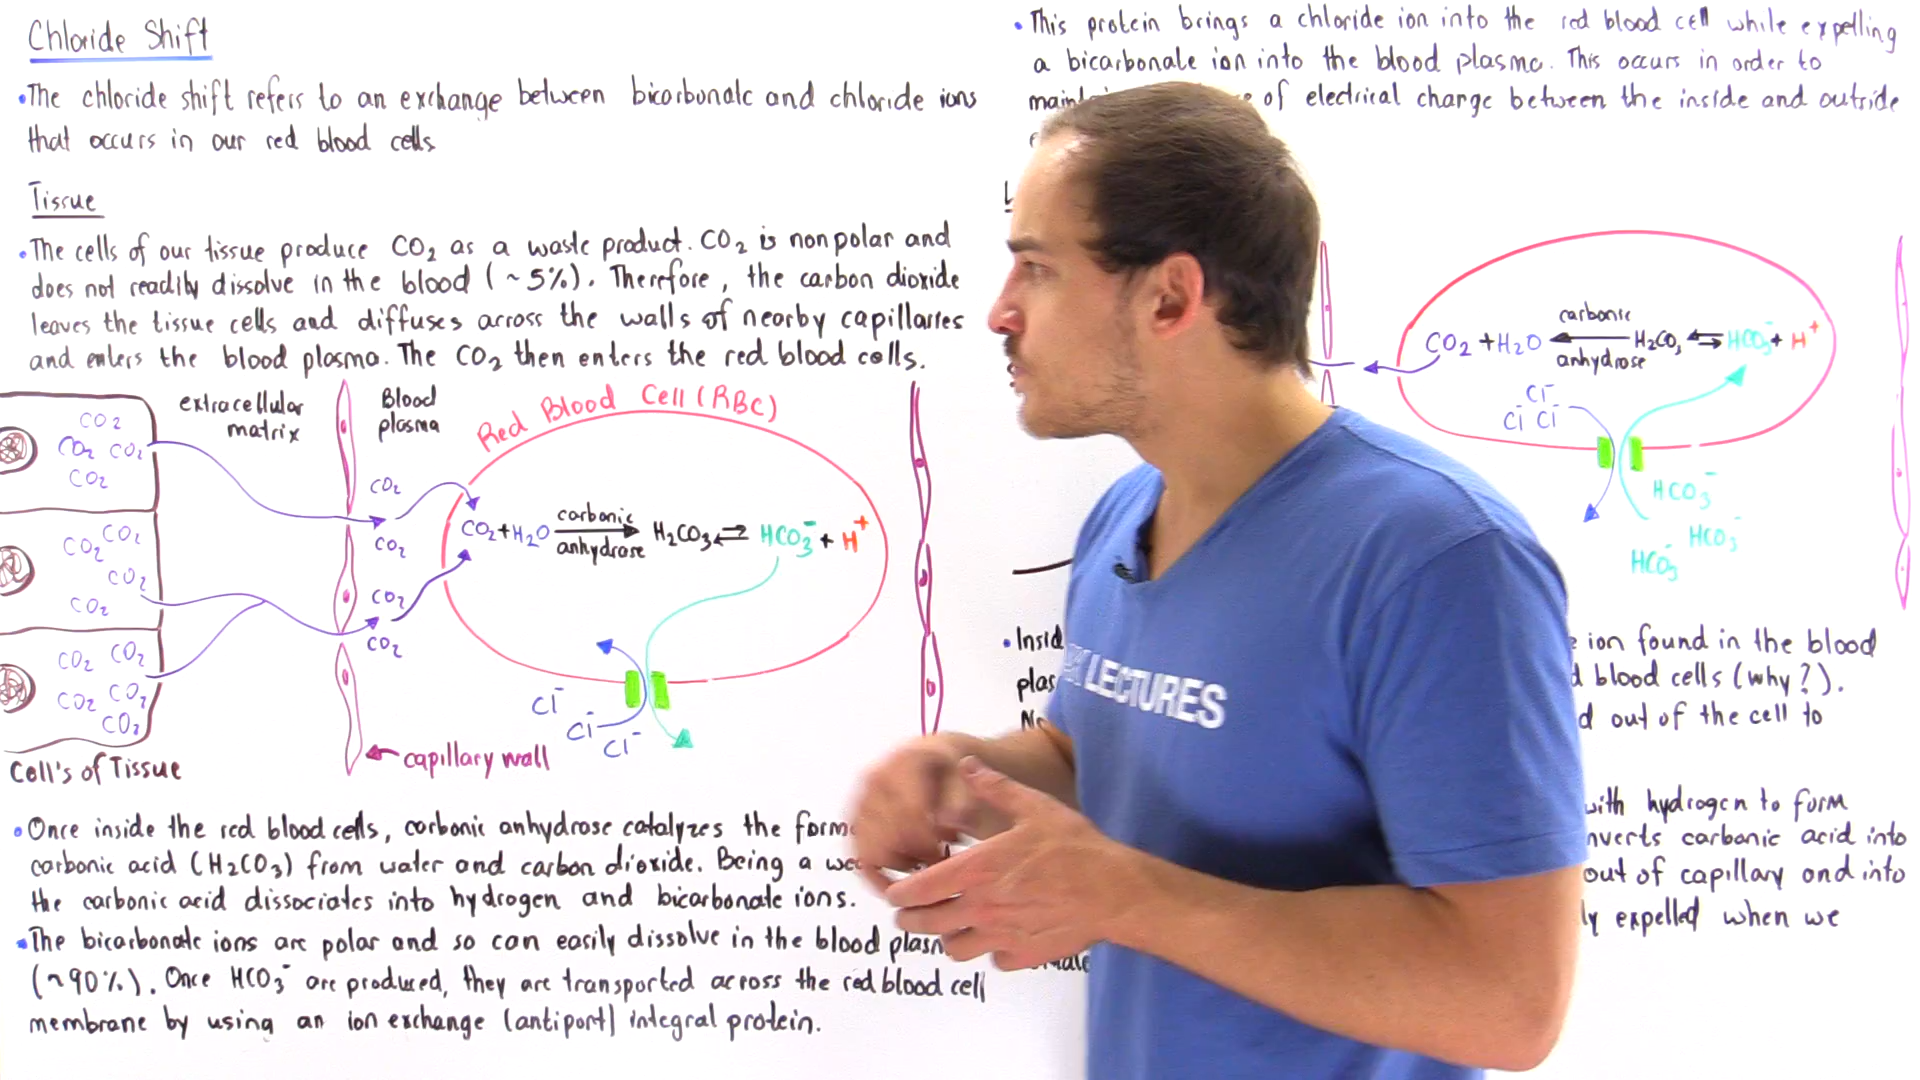 Chloride Shift
•The chloride shift refers to an exchange between bicarbonate and chloride ions
that occurs in our red blood cells
Tissue
•The cells of our tissue produce CO2 as a waste product. CO2 is nonpolar and
does not readily dissolve in the blood (~5%). Therefore, the carbon dioxide
leaves the tissue cells and diffuses across the walls of nearby capillaries
and enters the blood plasma. The CO2 then enters the red blood cells.
extracellular
matrix
Blood
plasma
Red Blood Cell (RBC)
CO2
CO2 CO2
CO2
CO2
CO2
CO2
CO2
CO2 CO2
CO2 CO2
CO2
CO2
CO2
CO2
CO2
CO2+H2O carbonic anhydrase H2CO3 ⇌ HCO3- + H+
Cl-
Cl-
Cl-
capillary wall
Cell's of Tissue
•Once inside the red blood cells, carbonic anhydrase catalyzes the
carbonic acid (H2CO3) from water and carbon dioxide. Being a
the carbonic acid dissociates into hydrogen and bicarbonate ions.
•The bicarbonate ions are polar and so can easily dissolve in the blood
(~90%). Once HCO3- are produced, they are transported across the red blood cell
membrane by using an ion exchange (antiport) integral protein.
•This protein brings a chloride ion into the red blood cell while expelling
a bicarbonate ion into the blood plasma. This occurs in order to
of electrical charge between the inside and outside
CO2 +H2O carbonic anhydrase H2CO3 ⇌ HCO3- + H+
Cl-
Cl- Cl-
HCO3-
HCO3-
HCO3-
ion found in the blood
blood cells (why?).
out of the cell to
with hydrogen to form
carbonic acid into
out of capillary and into
expelled when we
LECTURES